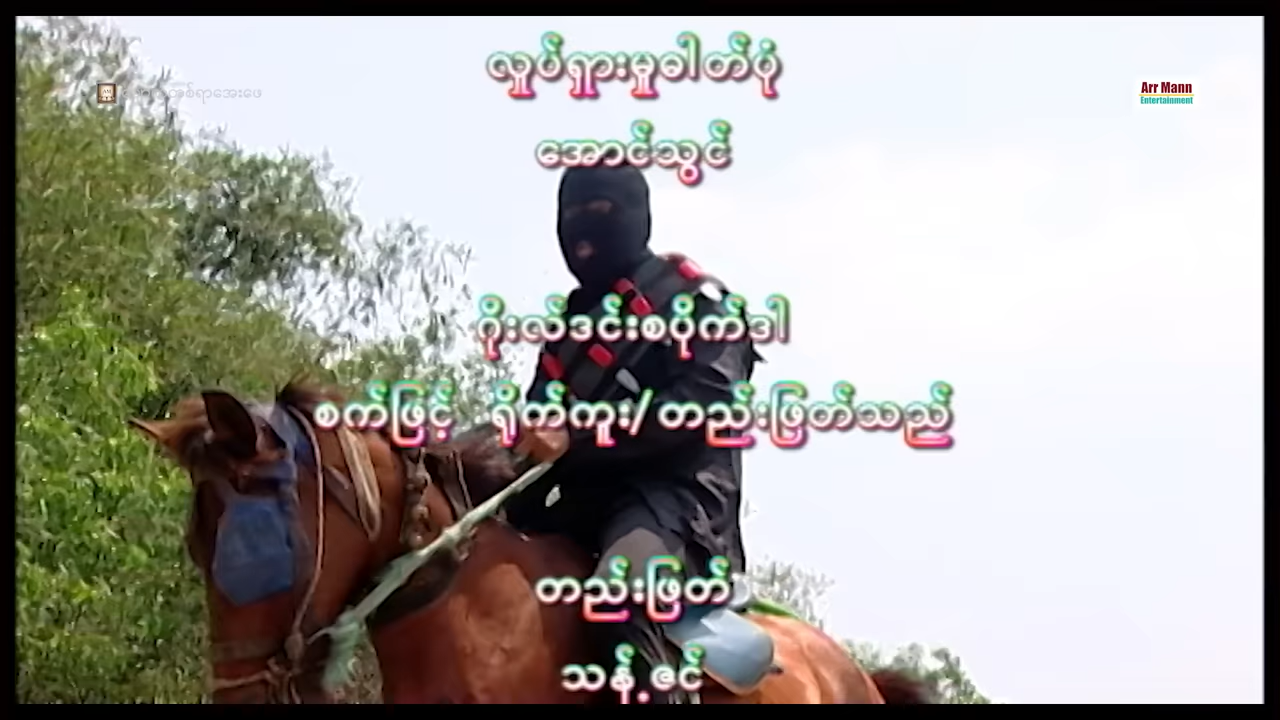 လှုပ်ရှားမှုဓါတ်ပုံ
Arr Mann
Entertainment
အောင်သွင်
ဂိုးလ်ဒင်းစပိုက်ဒါ
စက်ဖြင့် ရိုက်ကူး/တည်းဖြတ်သည်
တည်းဖြတ်
သန့်ဇင်